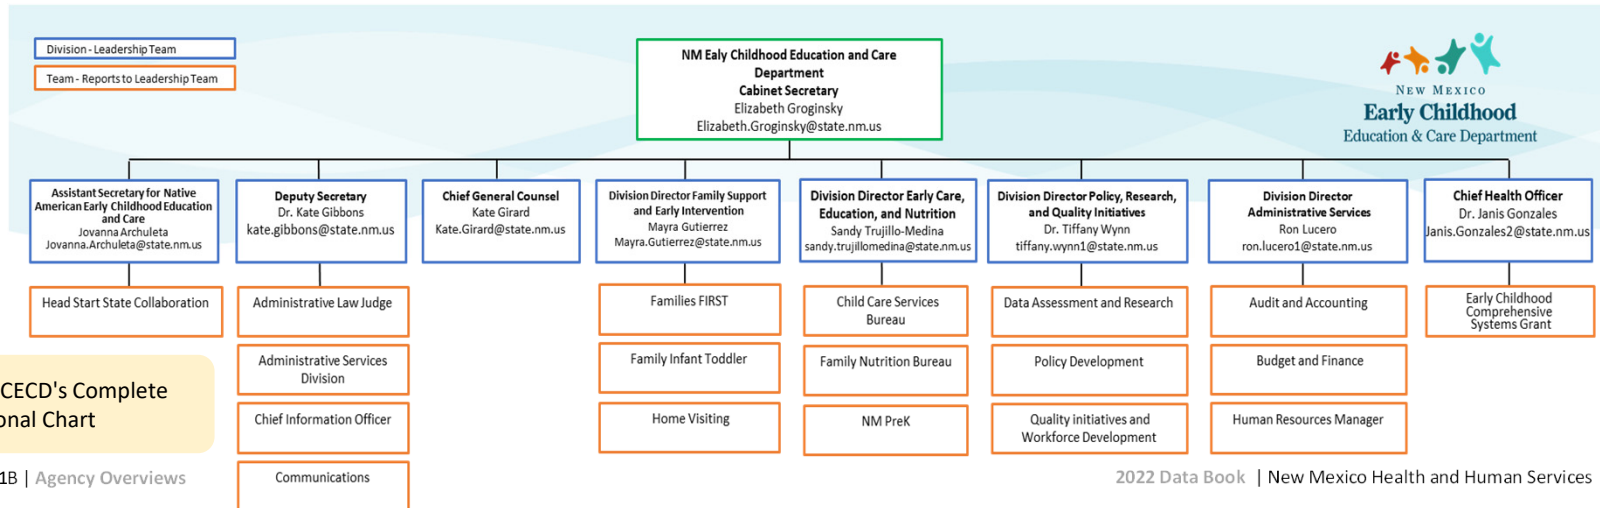 Division - Leadership Team
Team - Reports to Leadership Team
NM Ealy Childhood Education and Care
Department
Cabinet Secretary
Elizabeth Groginsky
Elizabeth.Groginsky@state.nm.us
NEW MEXICO
Early Childhood
Education & Care Department
Assistant Secretary for Native
American Early Childhood Education
and Care
Jovanna Archuleta
Jovanna.Archuleta@state.nm.us
Deputy Secretary
Dr. Kate Gibbons
kate.gibbons@state.nm.us
Chief General Counsel
Kate Girard
Kate.Girard@state.nm.us
Division Director Family Support
and Early Intervention
Mayra Gutierrez
Mayra.Gutierrez@state.nm.us
Division Director Early Care,
Education, and Nutrition
Sandy Trujillo-Medina
sandy.trujillomedina@state.nm.us
Division Director Policy, Research,
and Quality Initiatives
Dr. Tiffany Wynn
tiffany.wynn1@state.nm.us
Division Director
Administrative Services
Ron Lucero
ron.lucero1@state.nm.us
Chief Health Officer
Dr. Janis Gonzales
Janis.Gonzales2@state.nm.us
Head Start State Collaboration
Administrative Law Judge
Administrative Services
Division
Chief Information Officer
Communications
Families FIRST
Family Infant Toddler
Home Visiting
Child Care Services
Bureau
Family Nutrition Bureau
NM PreK
Data Assessment and Research
Policy Development
Quality initiatives and
Workforce Development
Audit and Accounting
Budget and Finance
Human Resources Manager
Early Childhood
Comprehensive
Systems Grant
CECD's Complete
onal Chart
1B | Agency Overviews
2022 Data Book | New Mexico Health and Human Services